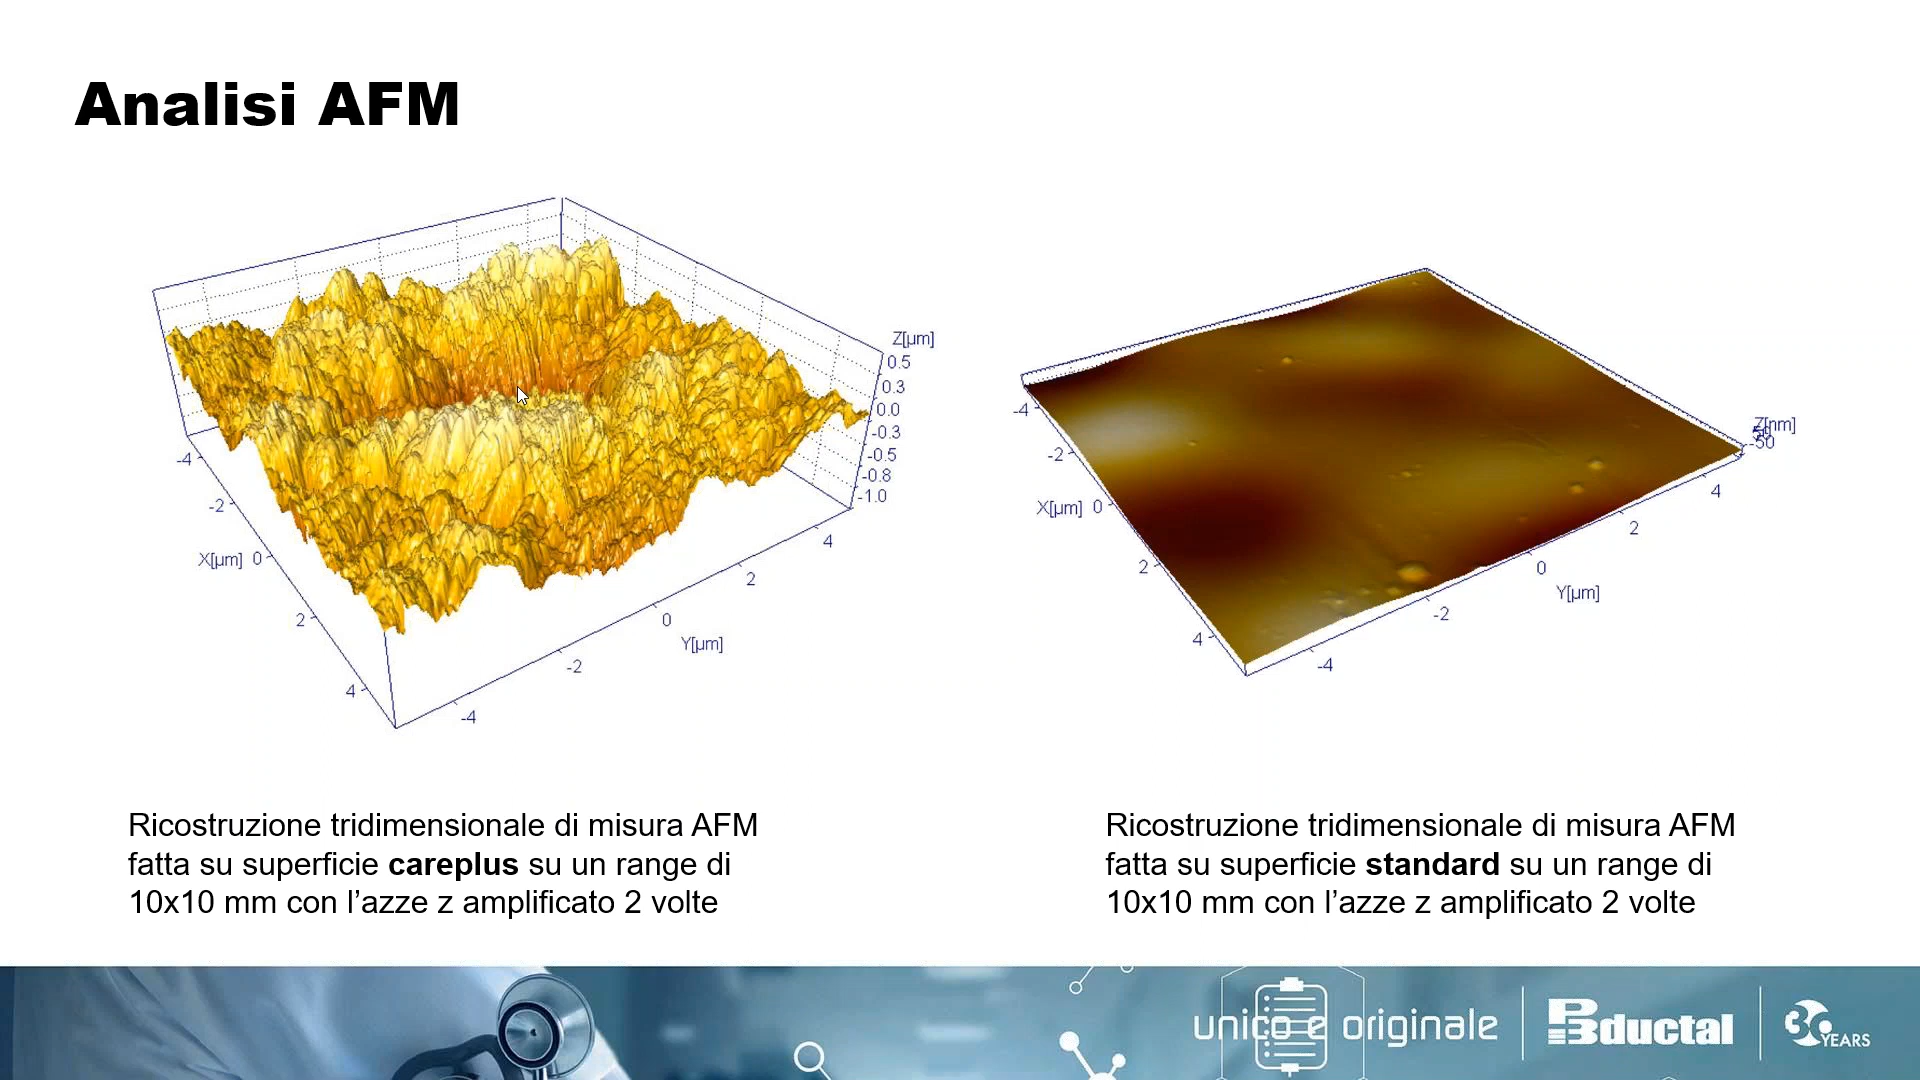 Analisi AFM
Z[µm]
0.5
0.3
0.0
-0.3
-0.5
-0.8
-1.0
-4
-2
X[µm] 0
2
4
-4
-2
0
2
4
Y[µm]
Z[nm]
-50
-4
-2
X[µm] 0
2
4
-4
-2
0
2
4
Y[µm]
Ricostruzione tridimensionale di misura AFM
fatta su superficie careplus su un range di
10x10 mm con l’azze z amplificato 2 volte
Ricostruzione tridimensionale di misura AFM
fatta su superficie standard su un range di
10x10 mm con l’azze z amplificato 2 volte
unico e originale
P3ductal
30 YEARS